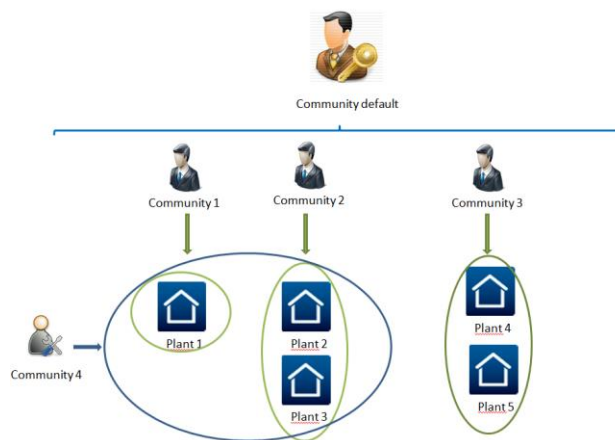 Community default
Community 1
Community 2
Community 3
Plant 1
Plant 2
Plant 4
Community 4
Plant 3
Plant 5